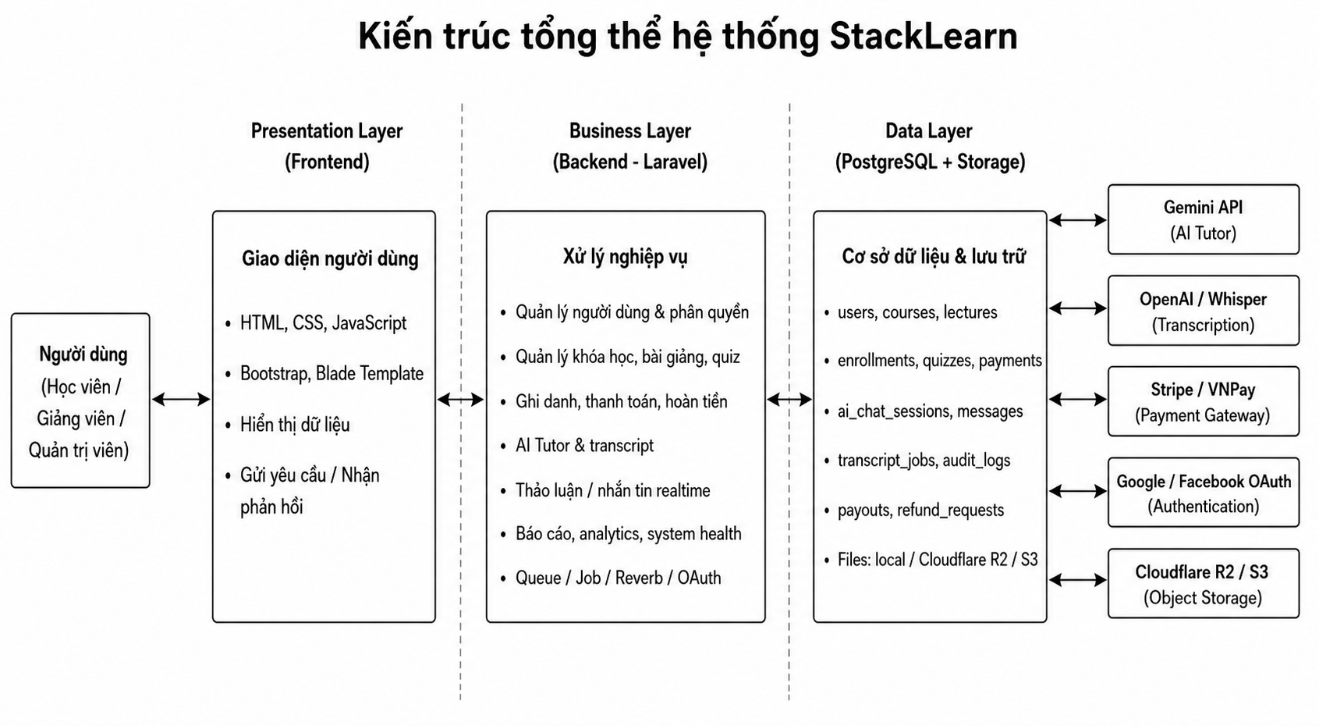 Kiến trúc tổng thể hệ thống StackLearn
Người dùng
(Học viên /
Giảng viên /
Quản trị viên)
Presentation Layer
(Frontend)
Giao diện người dùng
• HTML, CSS, JavaScript
• Bootstrap, Blade Template
• Hiển thị dữ liệu
• Gửi yêu cầu / Nhận
phản hồi
Business Layer
(Backend - Laravel)
Xử lý nghiệp vụ
• Quản lý người dùng & phân quyền
• Quản lý khóa học, bài giảng, quiz
• Ghi danh, thanh toán, hoàn tiền
• AI Tutor & transcript
• Thảo luận / nhắn tin realtime
• Báo cáo, analytics, system health
• Queue / Job / Reverb / OAuth
Data Layer
(PostgreSQL + Storage)
Cơ sở dữ liệu & lưu trữ
• users, courses, lectures
• enrollments, quizzes, payments
• ai_chat_sessions, messages
• transcript_jobs, audit_logs
• payouts, refund_requests
• Files: local / Cloudflare R2 / S3
Gemini API
(AI Tutor)
OpenAI / Whisper
(Transcription)
Stripe / VNPay
(Payment Gateway)
Google / Facebook OAuth
(Authentication)
Cloudflare R2 / S3
(Object Storage)